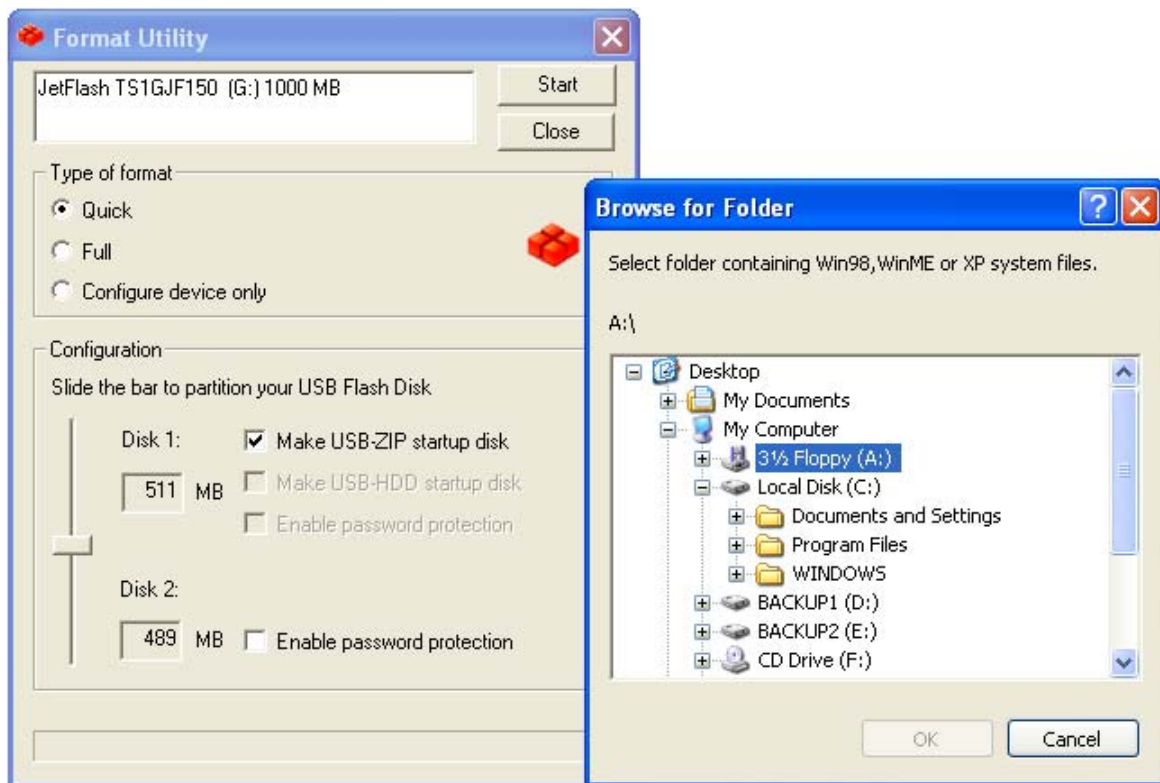 Format Utility
JetFlash TS1GJF150 (G:) 1000 MB
Start
Close
Type of format
Quick
Full
Configure device only
Configuration
Slide the bar to partition your USB Flash Disk
Disk 1:
Make USB-ZIP startup disk
511 MB
Make USB-HDD startup disk
Enable password protection
Disk 2:
489 MB
Enable password protection
Browse for Folder
?
Select folder containing Win98,WinME or XP system files.
A:\
Desktop
My Documents
My Computer
3½ Floppy (A:)
Local Disk (C:)
Documents and Settings
Program Files
WINDOWS
BACKUP1 (D:)
BACKUP2 (E:)
CD Drive (F:)
OK
Cancel